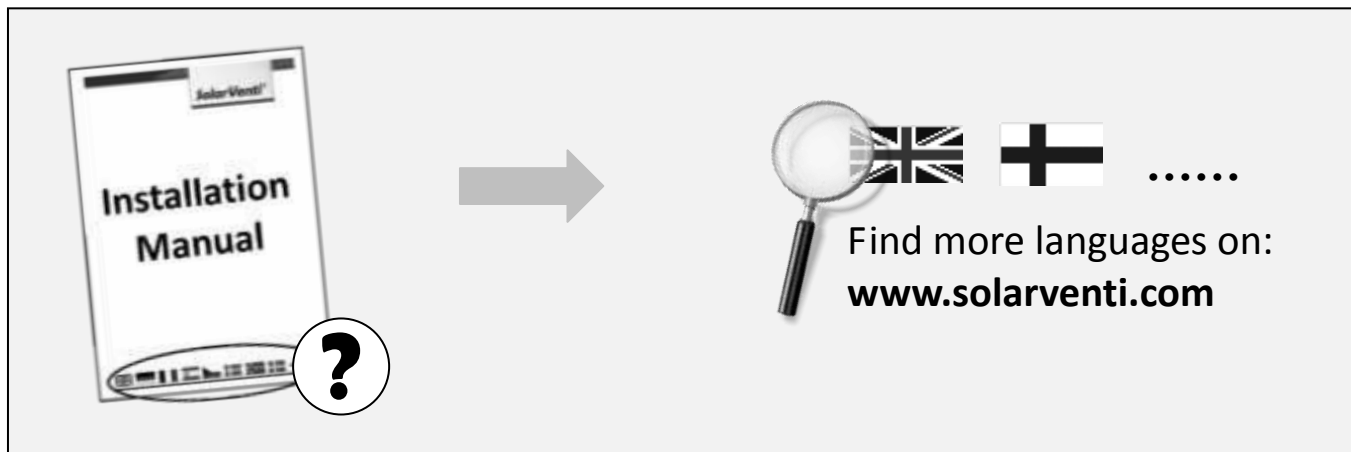 SolarVenti®
Installation
Manual
?
......
Find more languages on:
www.solarventi.com